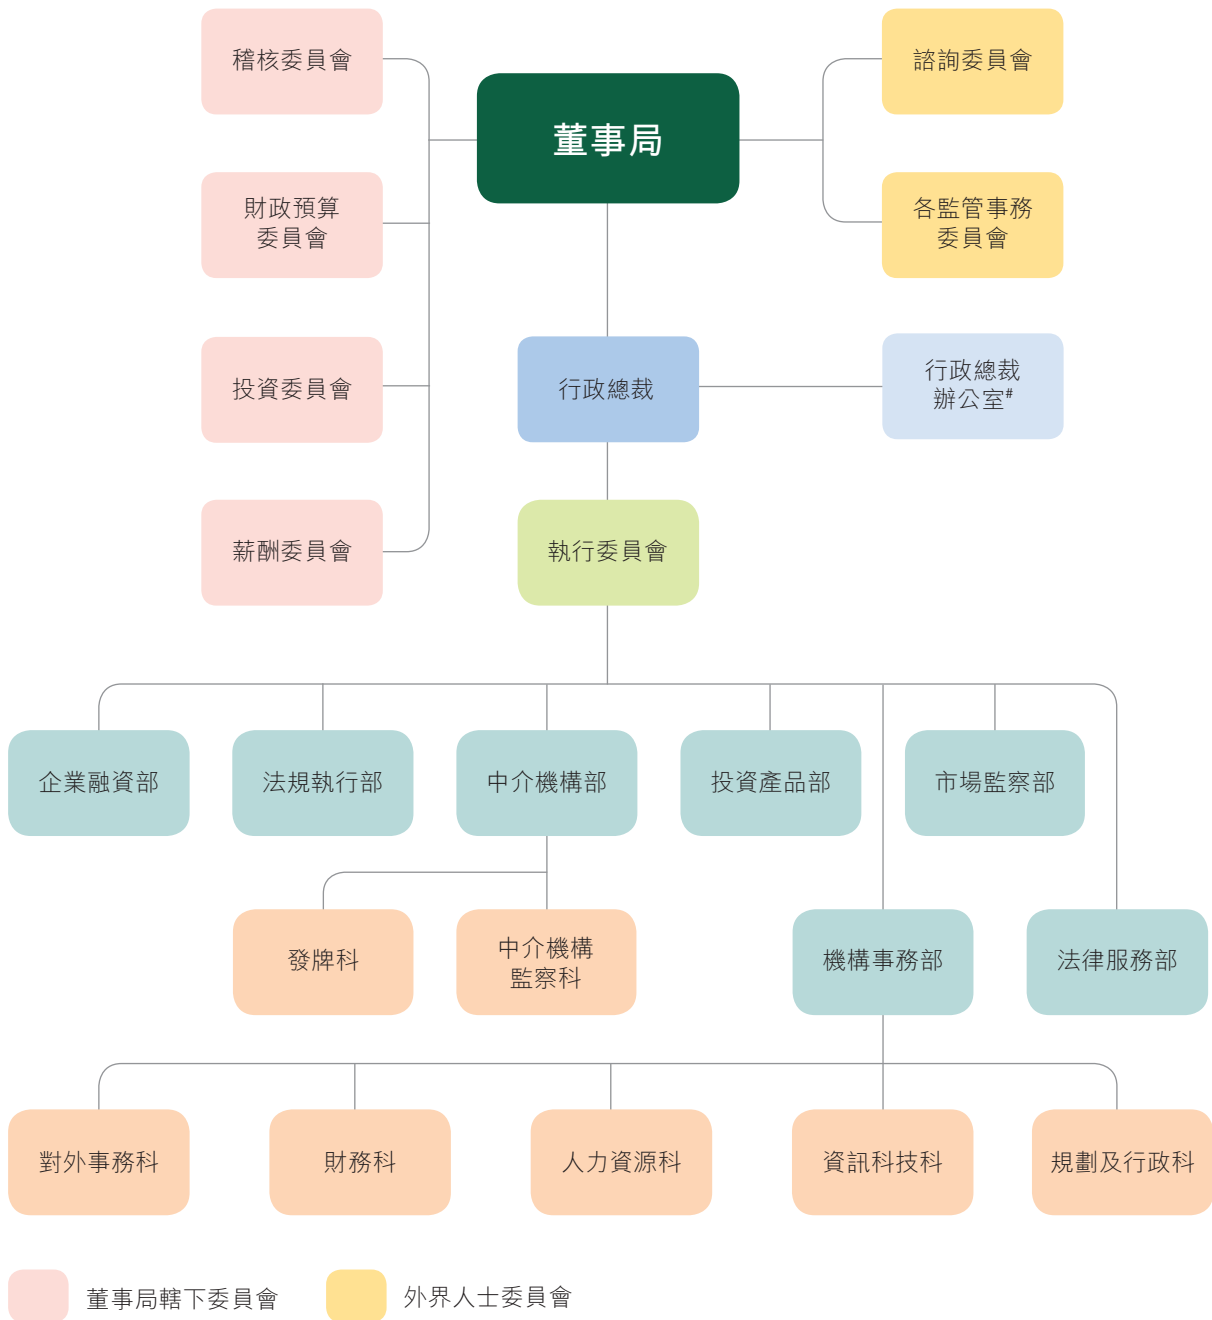 稽核委員會
諮詢委員會
董事局
財政預算
委員會
各監管事務
委員會
投資委員會
行政總裁
行政總裁
辦公室#
薪酬委員會
執行委員會
企業融資部
法規執行部
中介機構部
投資產品部
市場監察部
發牌科
中介機構
監察科
機構事務部
法律服務部
對外事務科
財務科
人力資源科
資訊科技科
規劃及行政科
董事局轄下委員會
外界人士委員會